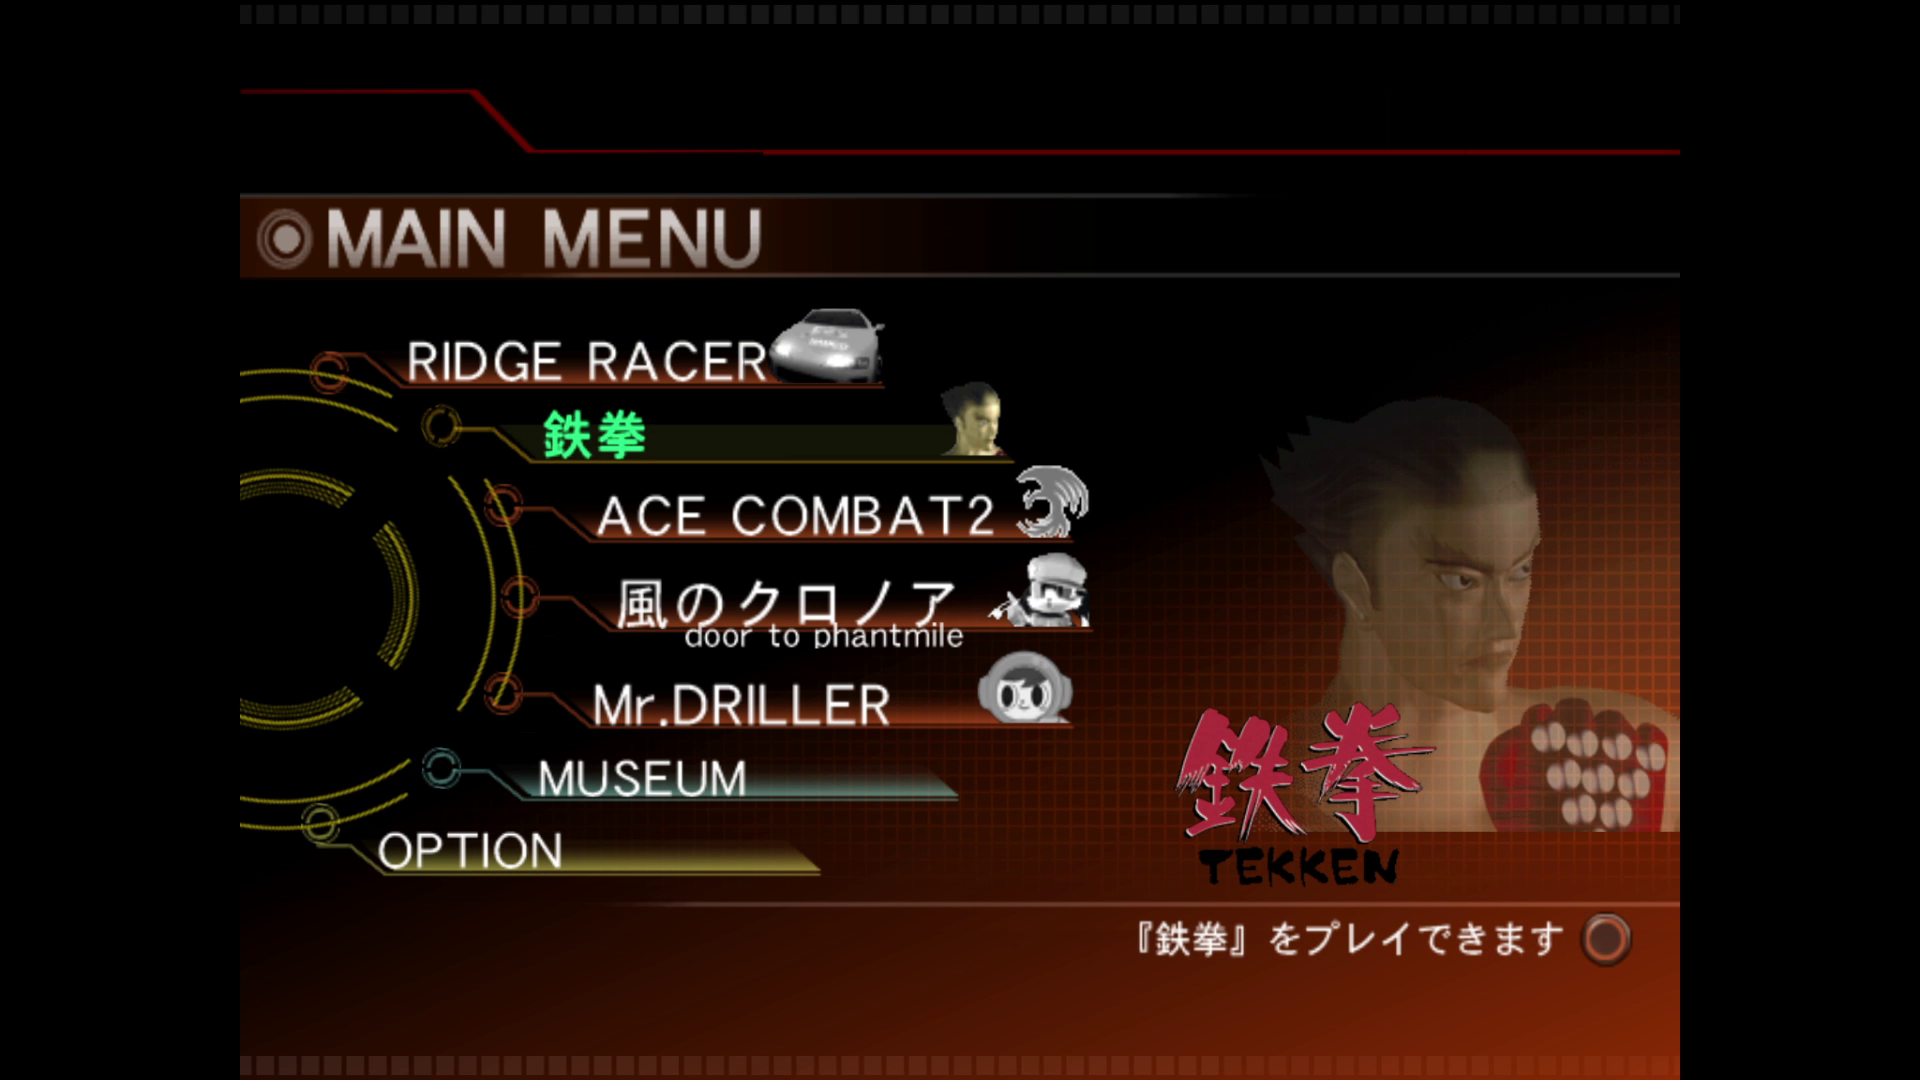 MAIN MENU
RIDGE RACER
鉄拳
ACE COMBAT2
風のクロノア
door to phantmile
Mr.DRILLER
MUSEUM
OPTION
鉄拳
TEKKEN
『鉄拳』をプレイできます